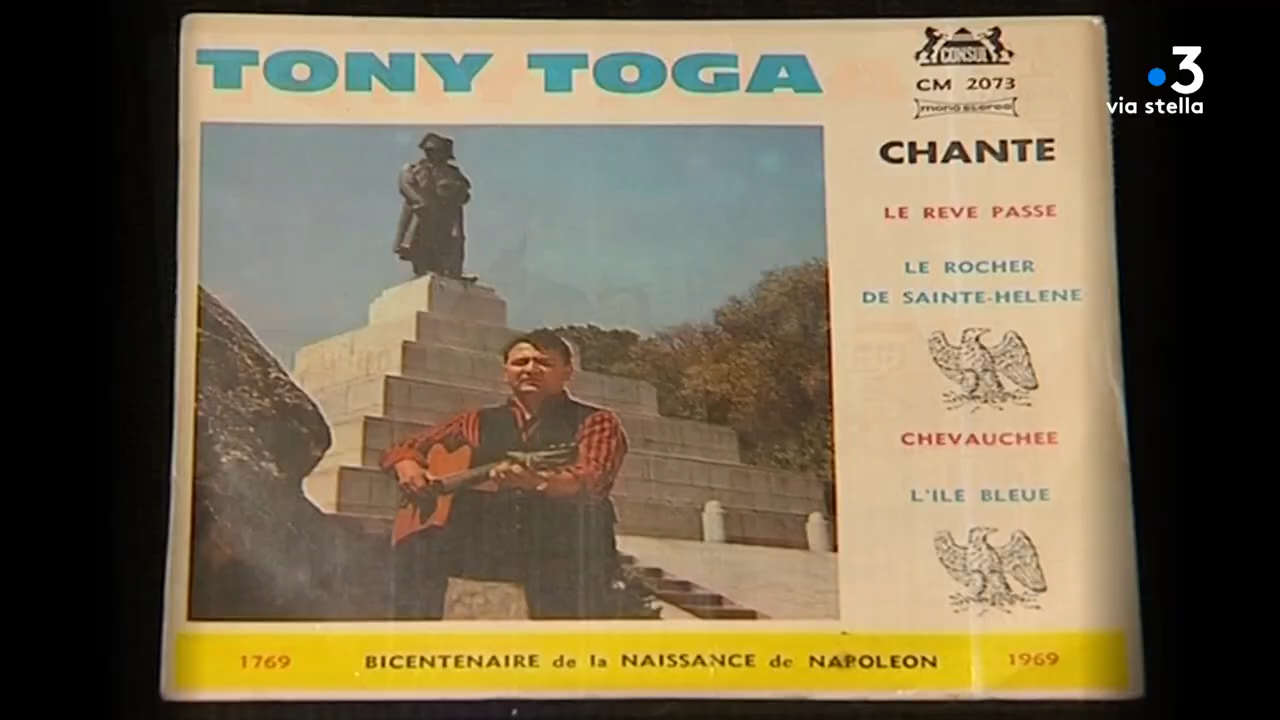 TONY TOGA
CONSUL
CM 2073
mono stereo
CHANTE
LE REVE PASSE
LE ROCHER
DE SAINTE-HELENE
CHEVAUCHEE
L'ILE BLEUE
1769 BICENTENAIRE de la NAISSANCE de NAPOLEON 1969
3
via stella